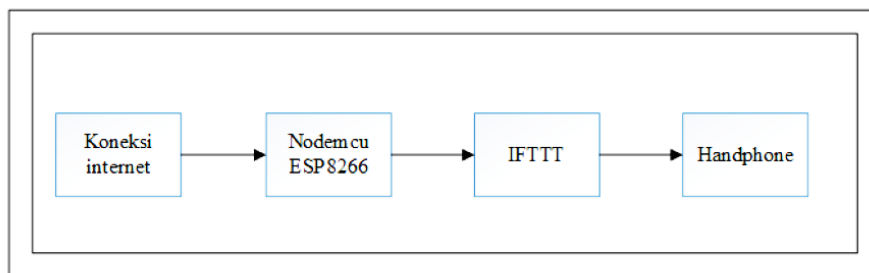 Koneksi
internet
Nodemcu
ESP8266
IFTTT
Handphone